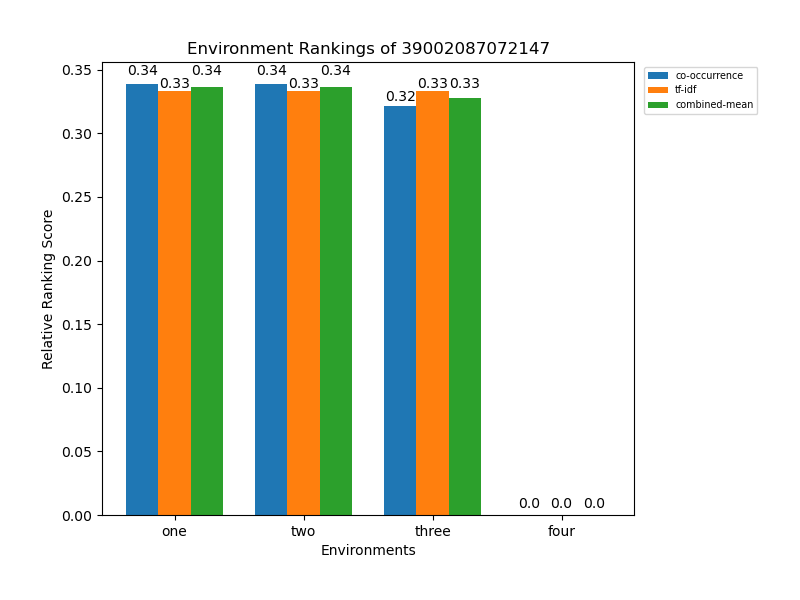 Environment Rankings of 39002087072147
0.34 0.33 0.34 0.34 0.33 0.34 0.32 0.33 0.33 0.0 0.0 0.0
co-occurrence
tf-idf
combined-mean
Relative Ranking Score
0.35
0.30
0.25
0.20
0.15
0.10
0.05
0.00
one two three four
Environments